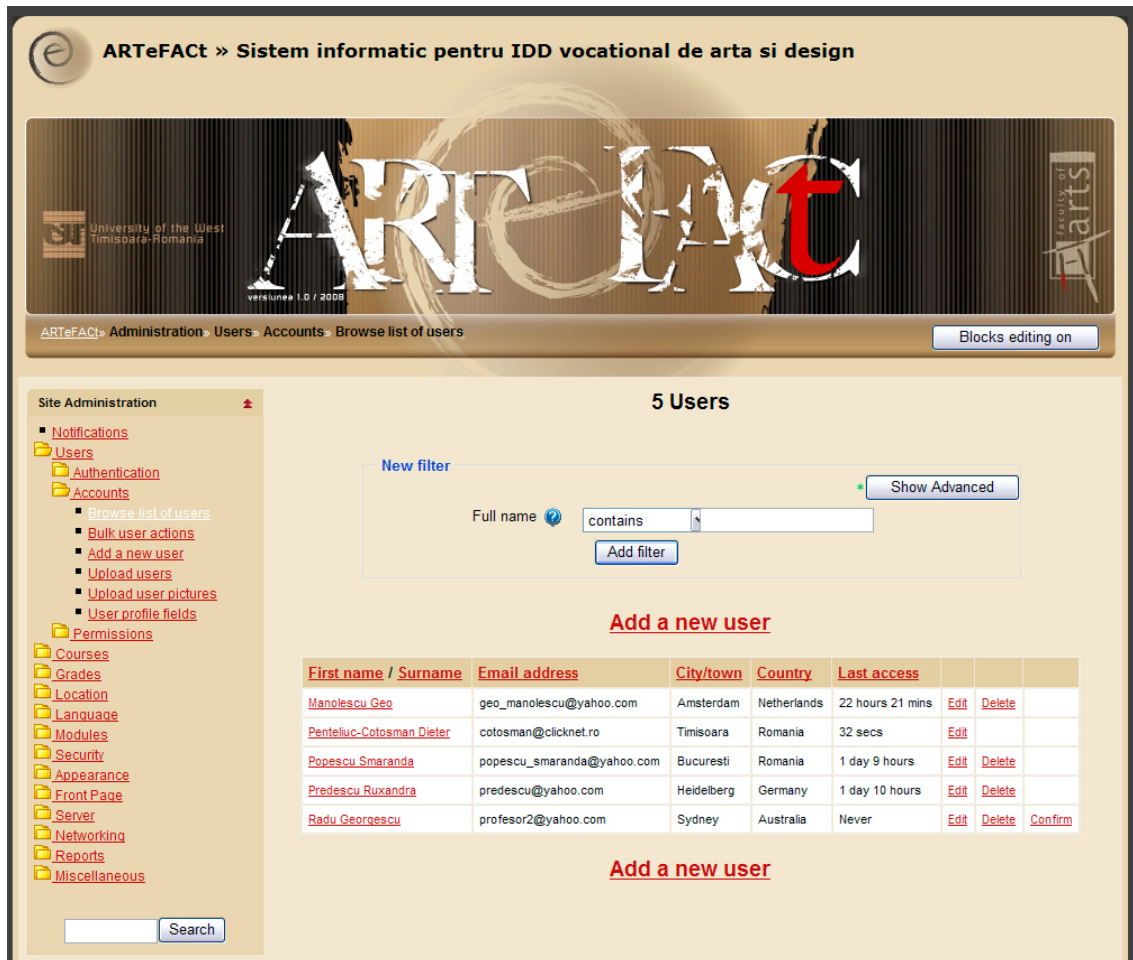 ARTeFACt » Sistem informatic pentru IDD vocational de arta si design
University of the West
Timisoara-Romania
ARTeFACt
versiunea 1.0 / 2008
faculty of
arts
ARTeFACt» Administration» Users» Accounts» Browse list of users
Blocks editing on
Site Administration
Notifications
Users
Authentication
Accounts
Browse list of users
Bulk user actions
Add a new user
Upload users
Upload user pictures
User profile fields
Permissions
Courses
Grades
Location
Language
Modules
Security
Appearance
Front Page
Server
Networking
Reports
Miscellaneous
Search
5 Users
New filter
* Show Advanced
Full name contains
Add filter
Add a new user
First name / Surname Email address City/town Country Last access
Manolescu Geo geo_manolescu@yahoo.com Amsterdam Netherlands 22 hours 21 mins Edit Delete
Penteliuc-Cotosman Dieter cotosman@clicknet.ro Timisoara Romania 32 secs Edit
Popescu Smaranda popescu_smaranda@yahoo.com Bucuresti Romania 1 day 9 hours Edit Delete
Predescu Ruxandra predescu@yahoo.com Heidelberg Germany 1 day 10 hours Edit Delete
Radu Georgescu profesor2@yahoo.com Sydney Australia Never Edit Delete Confirm
Add a new user